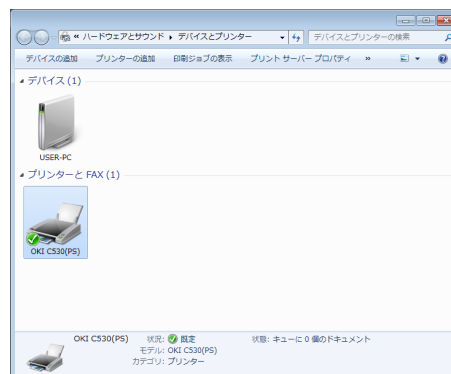 « ハードウェアとサウンド ▸ デバイスとプリンター デバイスとプリンターの検索
デバイスの追加 プリンターの追加 印刷ジョブの表示 プリント サーバー プロパティ »
デバイス (1)
USER-PC
プリンターと FAX (1)
OKI C530(PS)
OKI C530(PS) 状況: 既定 状態: キューに 0 個のドキュメント
モデル: OKI C530(PS)
カテゴリ: プリンター